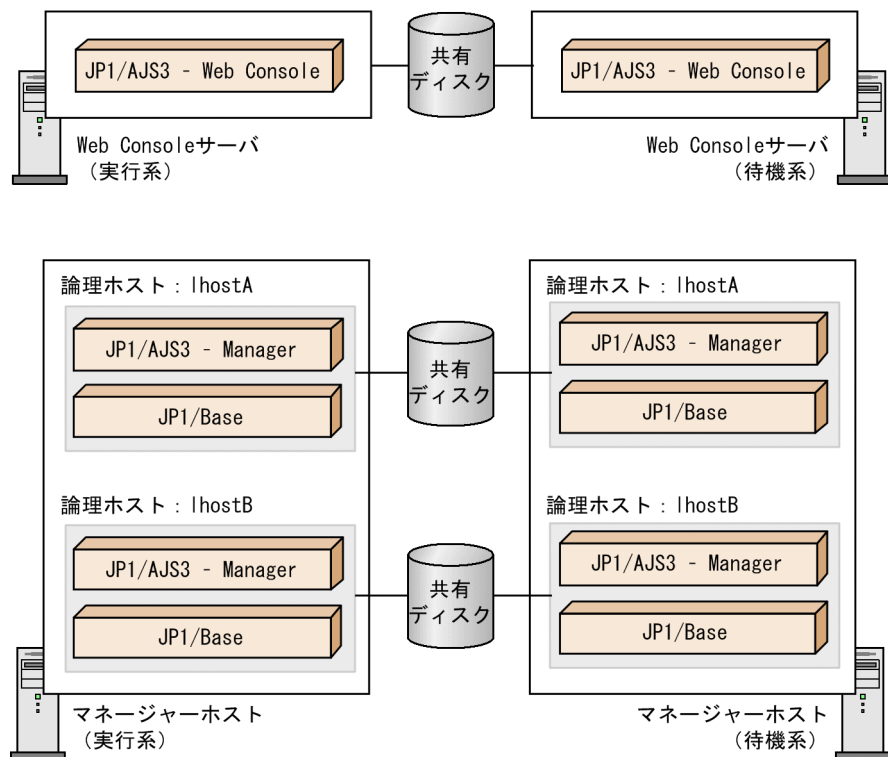 JP1/AJS3 - Web Console
共有
ディスク
JP1/AJS3 - Web Console
Web Consoleサーバ
（実行系）
Web Consoleサーバ
（待機系）
論理ホスト：lhostA
JP1/AJS3 - Manager
JP1/Base
共有
ディスク
論理ホスト：lhostA
JP1/AJS3 - Manager
JP1/Base
論理ホスト：lhostB
JP1/AJS3 - Manager
JP1/Base
共有
ディスク
論理ホスト：lhostB
JP1/AJS3 - Manager
JP1/Base
マネージャーホスト
（実行系）
マネージャーホスト
（待機系）